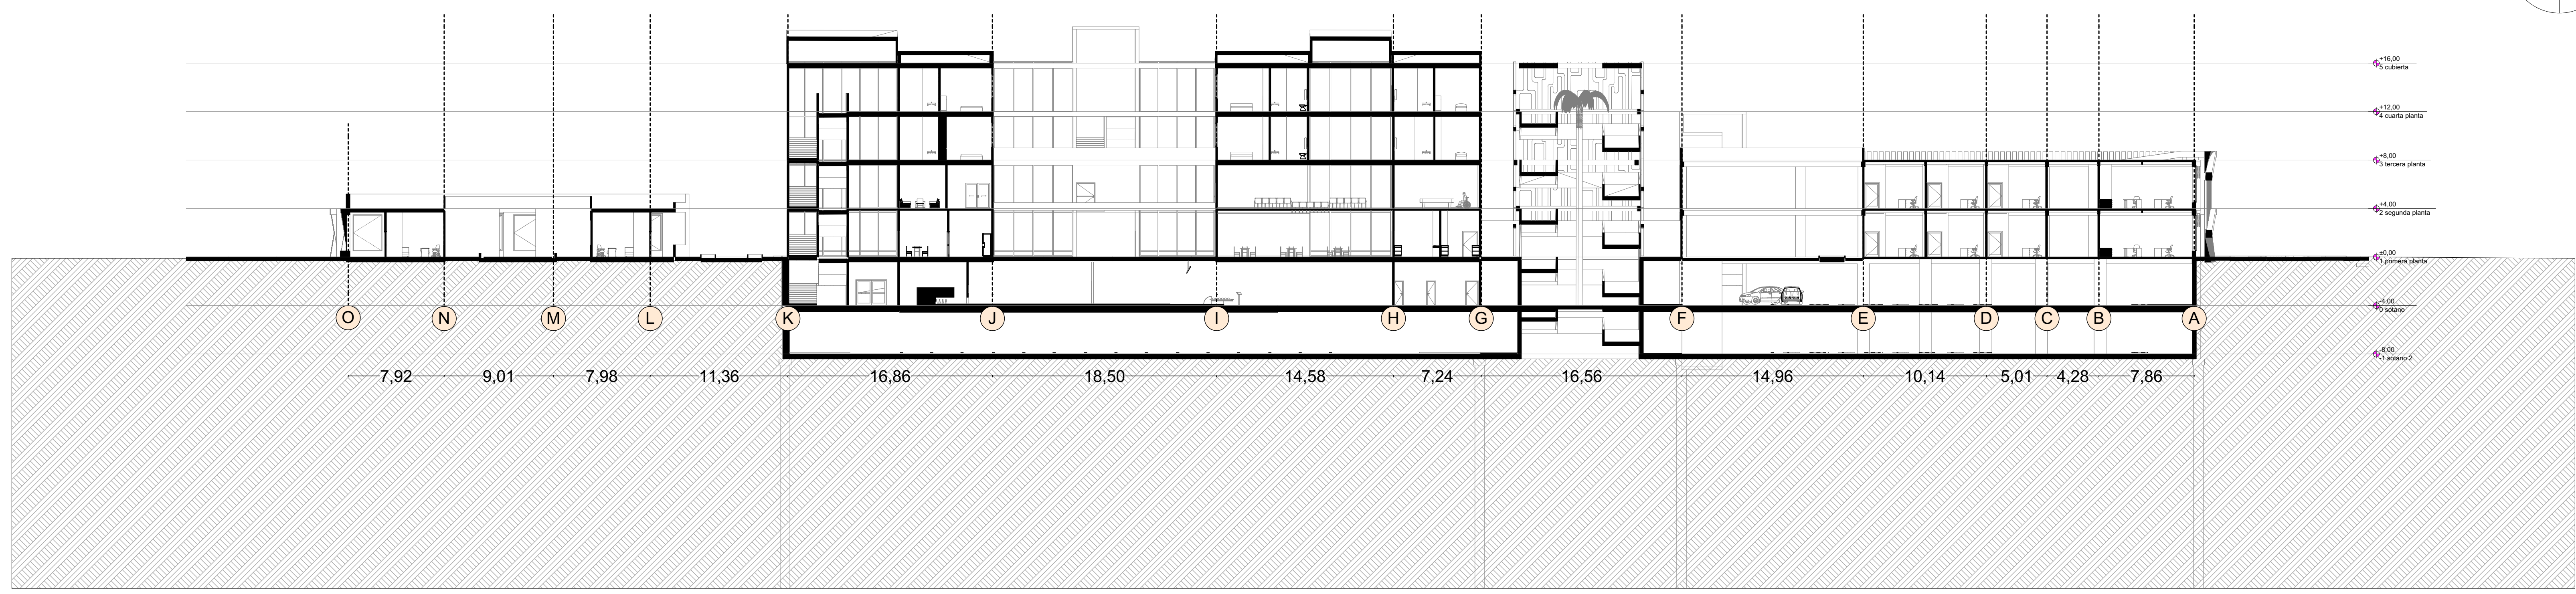 +16,00
5 cubierta
+12,00
4 cuarta planta
+8,00
3 tercera planta
+4,00
2 segunda planta
±0,00
1 primera planta
-4,00
0 sotano
O N M L K J I H G F E D C B A
-8,00
-1 sotano 2
7,92 9,01 7,98 11,36 16,86 18,50 14,58 7,24 16,56 14,96 10,14 5,01 4,28 7,86